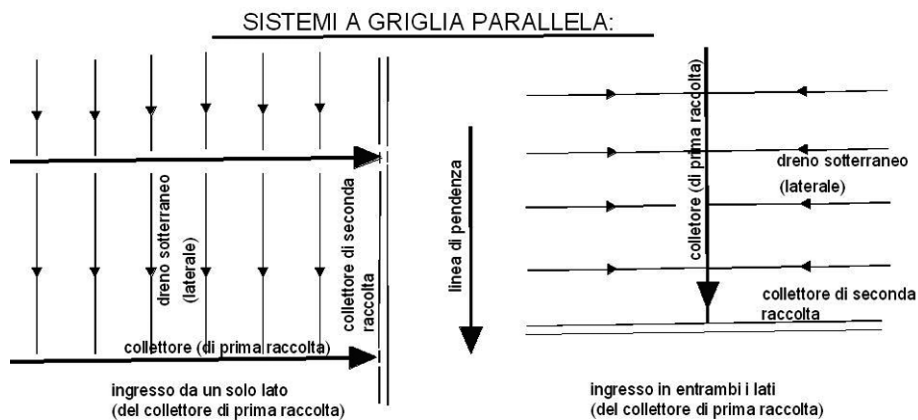 SISTEMI A GRIGLIA PARALLELA:
dreno sotterraneo
(laterale)
collettore di seconda
raccolta
collettore (di prima raccolta)
ingresso da un solo lato
(del collettore di prima raccolta)
linea di pendenza
colletore (di prima raccolta)
dreno sotterraneo
(laterale)
collettore di seconda
raccolta
ingresso in entrambi i lati
(del collettore di prima raccolta)